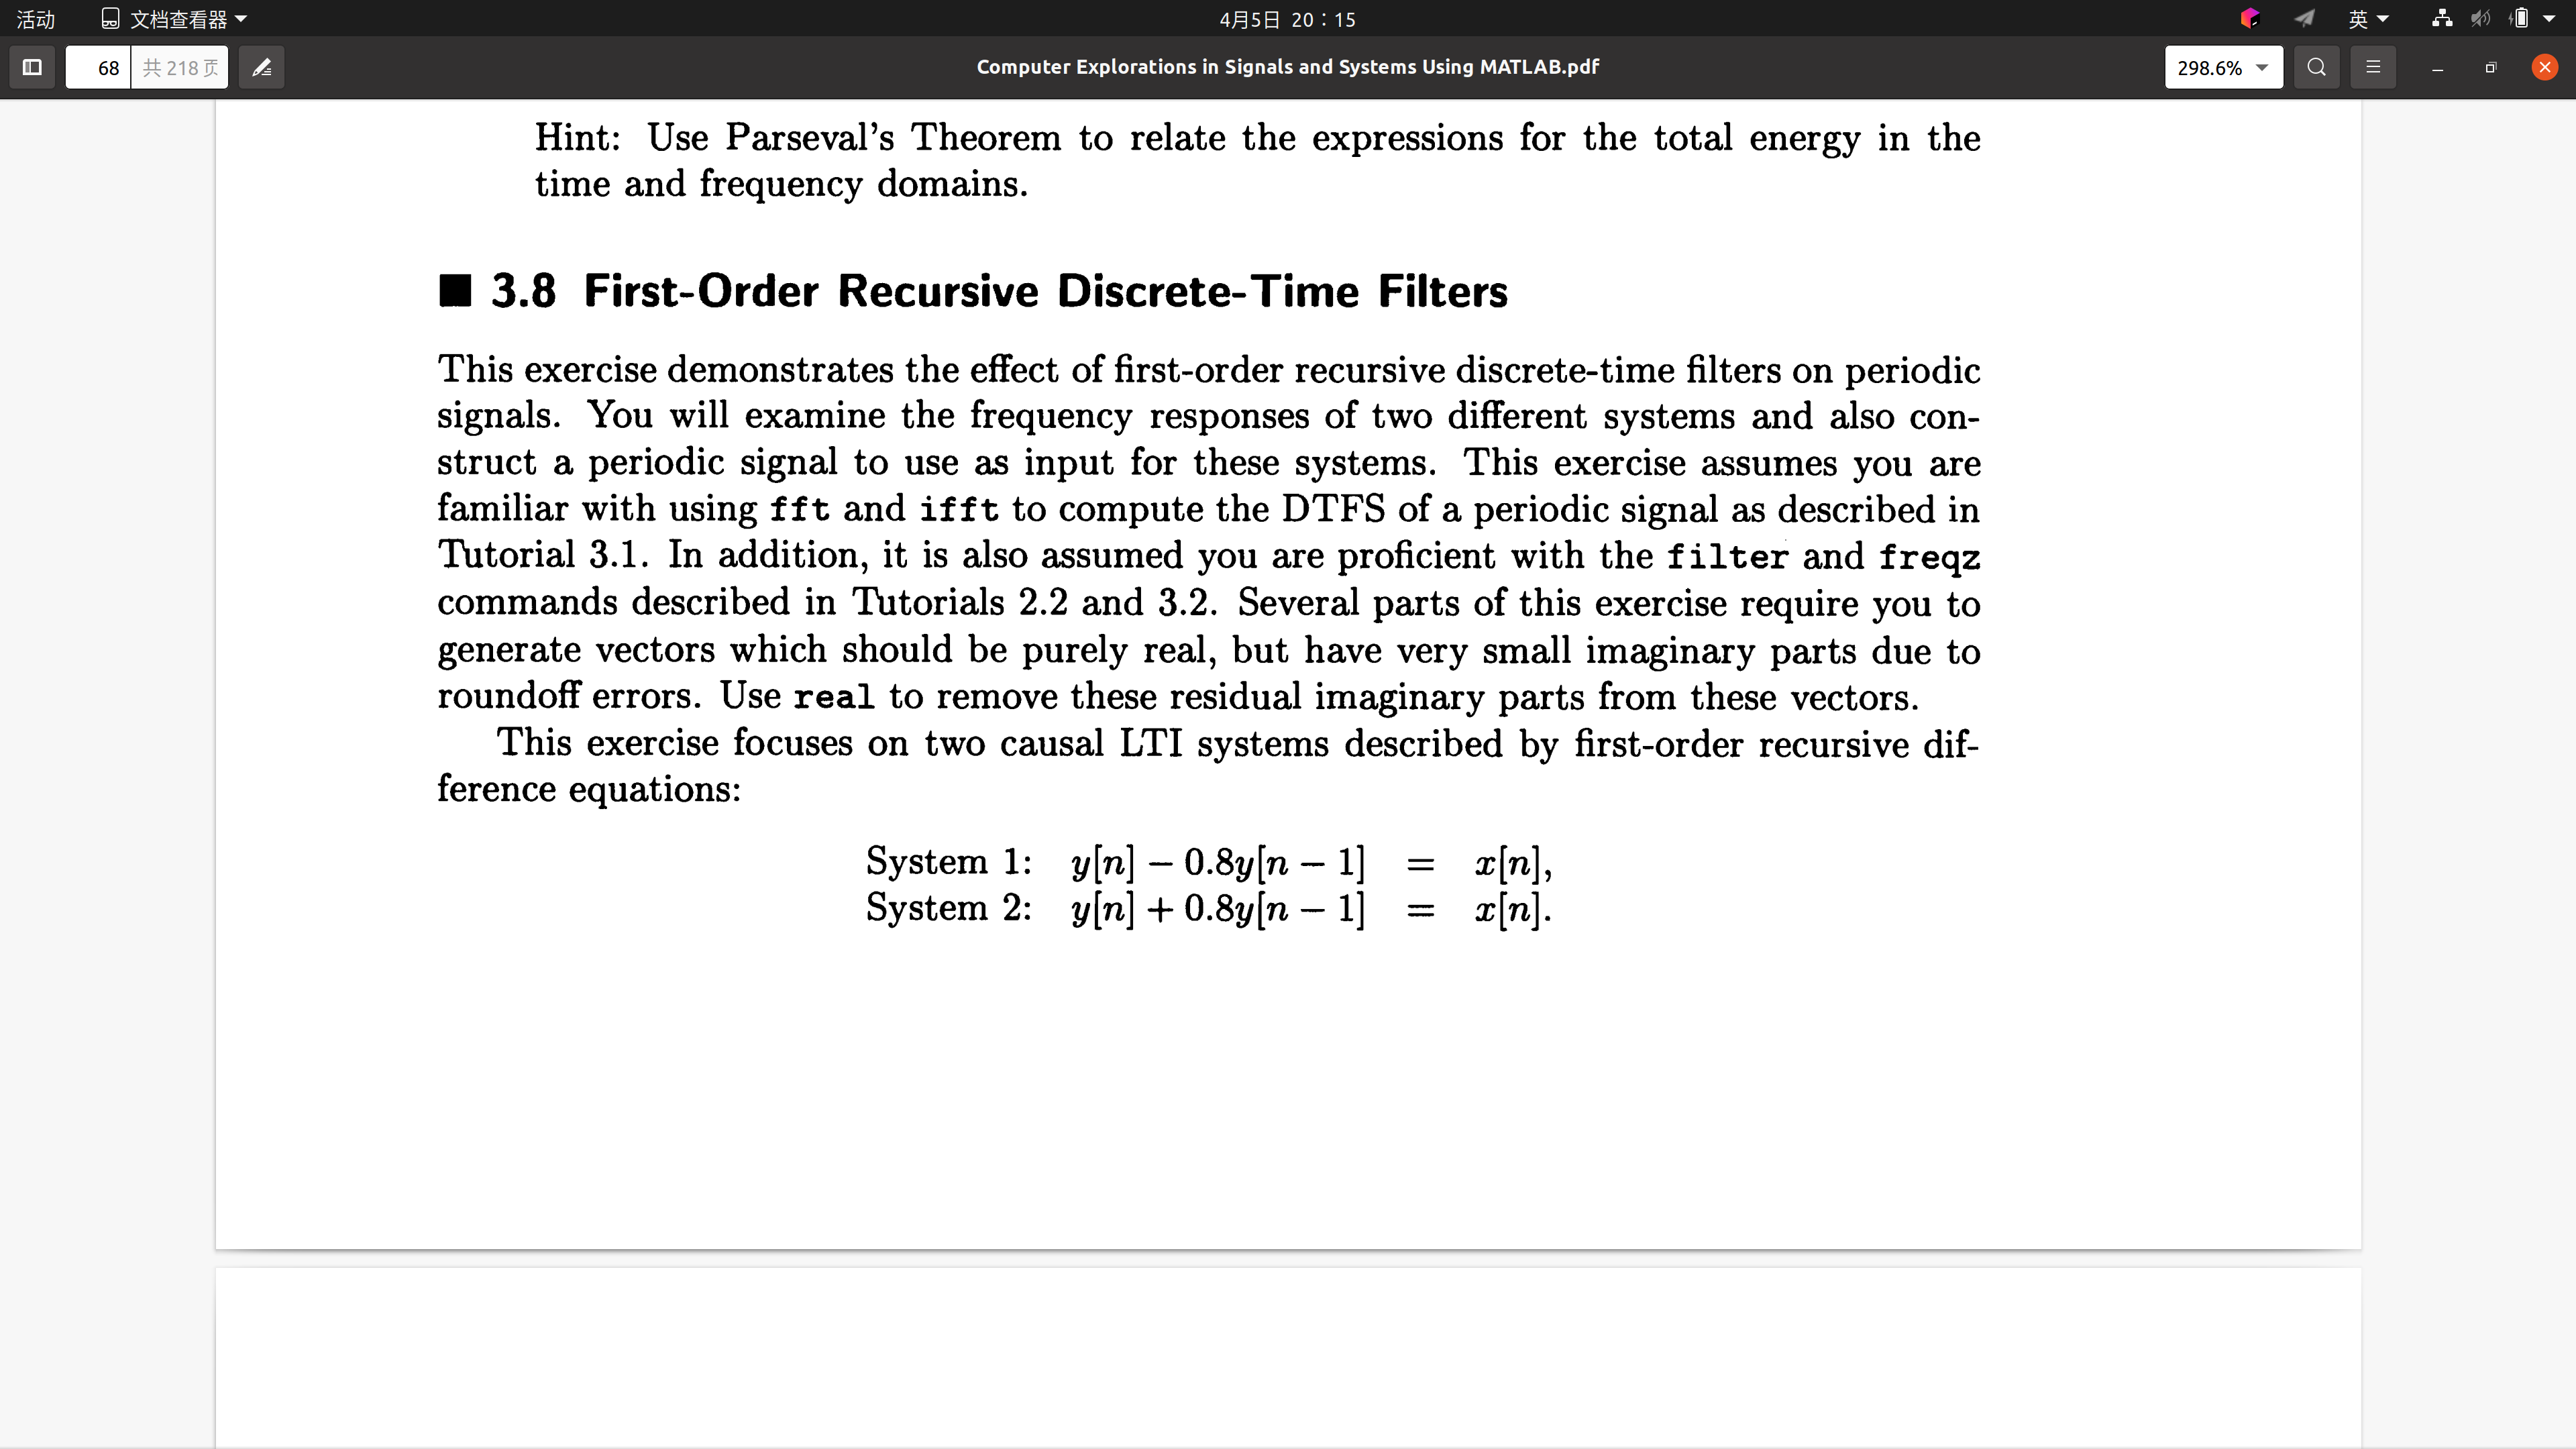 活动 文档查看器 4月5日 20：15 英
68 共 218 页 Computer Explorations in Signals and Systems Using MATLAB.pdf 298.6%
Hint: Use Parseval's Theorem to relate the expressions for the total energy in the
time and frequency domains.
■ 3.8 First-Order Recursive Discrete-Time Filters
This exercise demonstrates the effect of first-order recursive discrete-time filters on periodic
signals. You will examine the frequency responses of two different systems and also con-
struct a periodic signal to use as input for these systems. This exercise assumes you are
familiar with using fft and ifft to compute the DTFS of a periodic signal as described in
Tutorial 3.1. In addition, it is also assumed you are proficient with the filter and freqz
commands described in Tutorials 2.2 and 3.2. Several parts of this exercise require you to
generate vectors which should be purely real, but have very small imaginary parts due to
roundoff errors. Use real to remove these residual imaginary parts from these vectors.
This exercise focuses on two causal LTI systems described by first-order recursive dif-
ference equations:
System 1: y[n] − 0.8y[n − 1] = x[n],
System 2: y[n] + 0.8y[n − 1] = x[n].